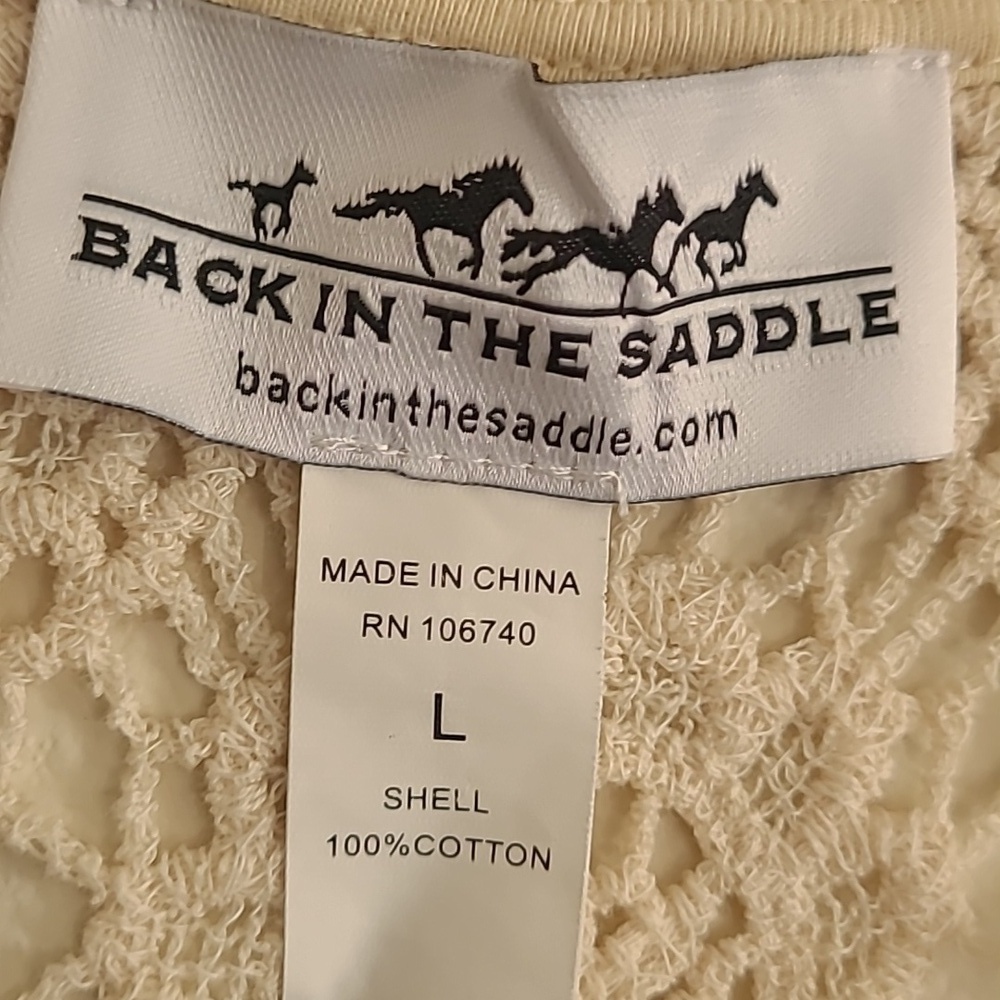 BACK IN THE SADDLE
backinthesaddle.com
MADE IN CHINA
RN 106740
L
SHELL
100%COTTON